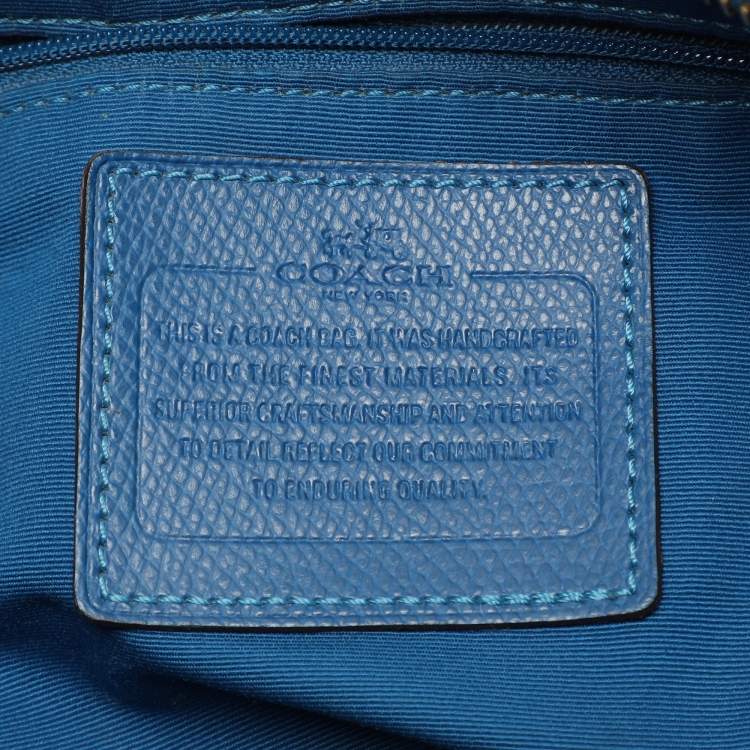 COACH
NEW YORK
THIS IS A COACH BAG. IT WAS HANDCRAFTED
FROM THE FINEST MATERIALS. ITS
SUPERIOR CRAFTSMANSHIP AND ATTENTION
TO DETAIL REFLECT OUR COMMITMENT
TO ENDURING QUALITY.